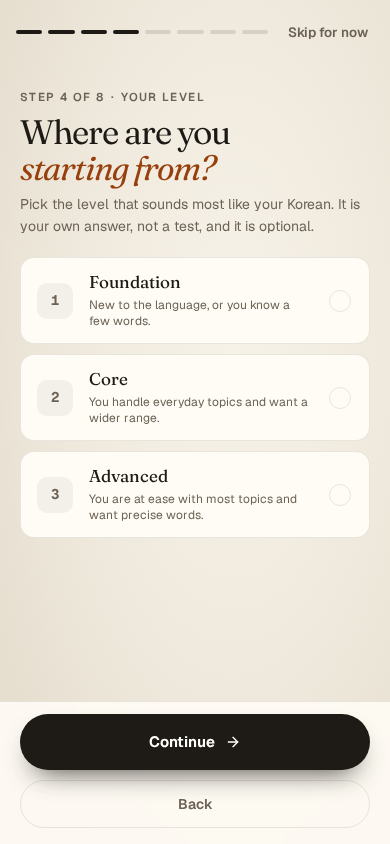 Skip for now
STEP 4 OF 8 · YOUR LEVEL
Where are you
starting from?
Pick the level that sounds most like your Korean. It is
your own answer, not a test, and it is optional.
1
Foundation
New to the language, or you know a
few words.
2
Core
You handle everyday topics and want a
wider range.
3
Advanced
You are at ease with most topics and
want precise words.
Continue →
Back